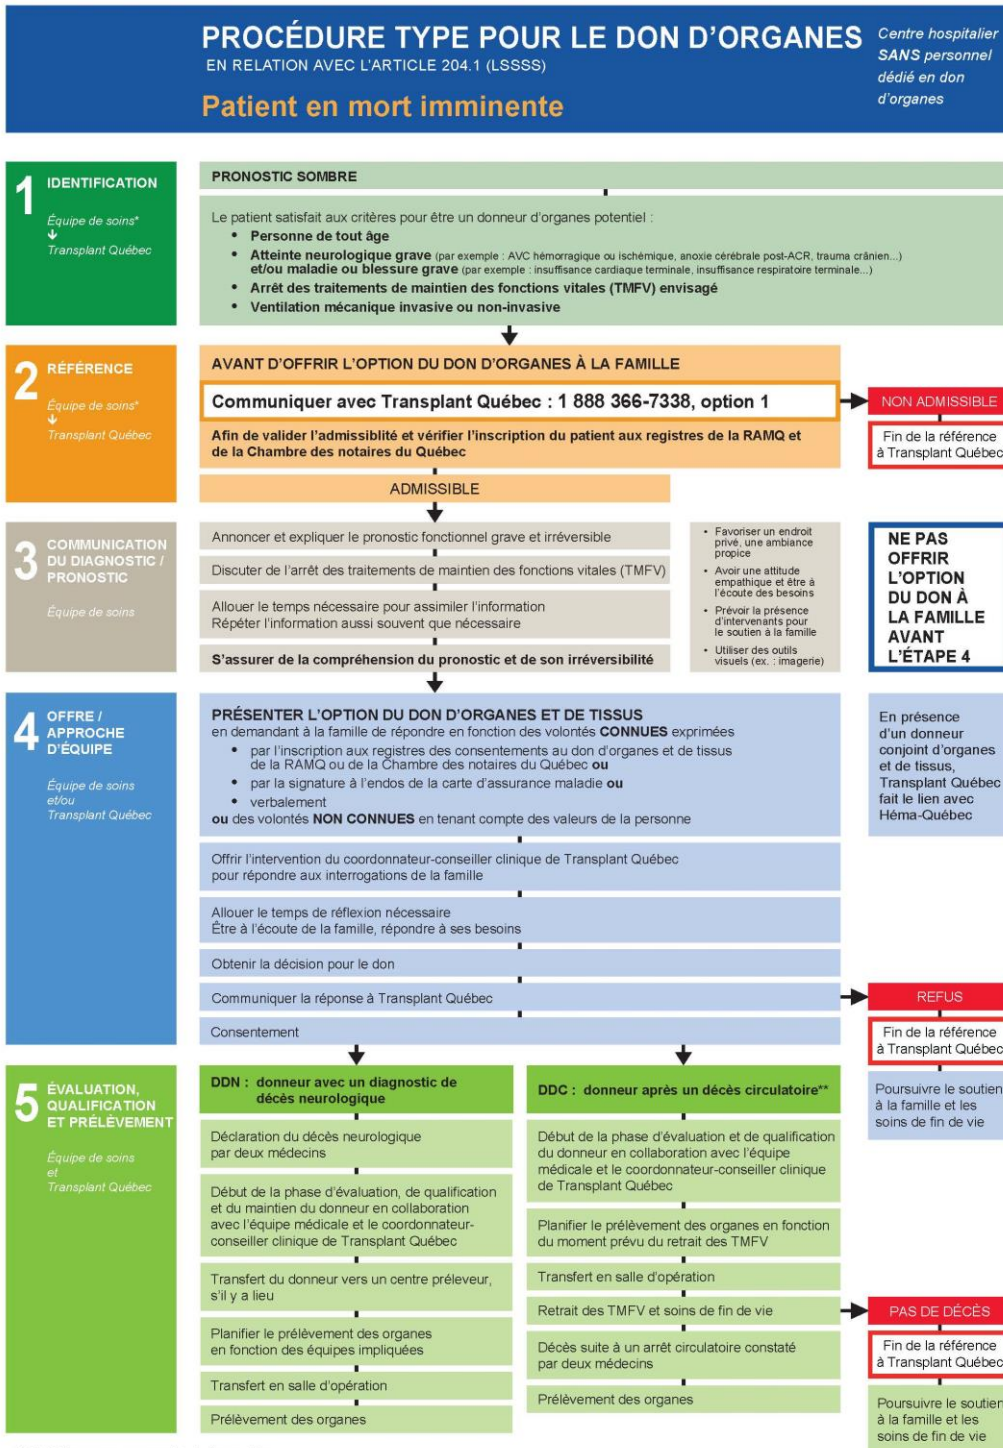 PROCÉDURE TYPE POUR LE DON D'ORGANES
EN RELATION AVEC L'ARTICLE 204.1 (LSSSS)
Patient en mort imminente
Centre hospitalier
SANS personnel
dédié en don
d'organes
1 IDENTIFICATION
Équipe de soins*
Transplant Québec
PRONOSTIC SOMBRE
Le patient satisfait aux critères pour être un donneur d'organes potentiel :
• Personne de tout âge
• Atteinte neurologique grave (par exemple : AVC hémorragique ou ischémique, anoxie cérébrale post-ACR, trauma crânien...)
et/ou maladie ou blessure grave (par exemple : insuffisance cardiaque terminale, insuffisance respiratoire terminale...)
• Arrêt des traitements de maintien des fonctions vitales (TMFV) envisagé
• Ventilation mécanique invasive ou non-invasive
2 RÉFÉRENCE
Équipe de soins*
Transplant Québec
AVANT D'OFFRIR L'OPTION DU DON D'ORGANES À LA FAMILLE
Communiquer avec Transplant Québec : 1 888 366-7338, option 1
Afin de valider l'admissiblité et vérifier l'inscription du patient aux registres de la RAMQ et
de la Chambre des notaires du Québec
ADMISSIBLE
NON ADMISSIBLE
Fin de la référence
à Transplant Québec
3 COMMUNICATION
DU DIAGNOSTIC /
PRONOSTIC
Équipe de soins
Annoncer et expliquer le pronostic fonctionnel grave et irréversible
Discuter de l'arrêt des traitements de maintien des fonctions vitales (TMFV)
Allouer le temps nécessaire pour assimiler l'information
Répéter l'information aussi souvent que nécessaire
S'assurer de la compréhension du pronostic et de son irréversibilité
• Favoriser un endroit
privé, une ambiance
propice
• Avoir une attitude
empathique et être à
l'écoute des besoins
• Prévoir la présence
d'intervenants pour
le soutien à la famille
• Utiliser des outils
visuels (ex. : imagerie)
NE PAS
OFFRIR
L'OPTION
DU DON À
LA FAMILLE
AVANT
L'ÉTAPE 4
4 OFFRE /
APPROCHE
D'ÉQUIPE
Équipe de soins
et/ou
Transplant Québec
PRÉSENTER L'OPTION DU DON D'ORGANES ET DE TISSUS
en demandant à la famille de répondre en fonction des volontés CONNUES exprimées
• par l'inscription aux registres des consentements au don d'organes et de tissus
de la RAMQ ou de la Chambre des notaires du Québec ou
• par la signature à l'endos de la carte d'assurance maladie ou
• verbalement
ou des volontés NON CONNUES en tenant compte des valeurs de la personne
Offrir l'intervention du coordonnateur-conseiller clinique de Transplant Québec
pour répondre aux interrogations de la famille
Allouer le temps de réflexion nécessaire
Être à l'écoute de la famille, répondre à ses besoins
Obtenir la décision pour le don
Communiquer la réponse à Transplant Québec
Consentement
En présence
d'un donneur
conjoint d'organes
et de tissus,
Transplant Québec
fait le lien avec
Héma-Québec
REFUS
Fin de la référence
à Transplant Québec
Poursuivre le soutien
à la famille et les
soins de fin de vie
5 ÉVALUATION,
QUALIFICATION
ET PRÉLÈVEMENT
Équipe de soins
et
Transplant Québec
DDN : donneur avec un diagnostic de
décès neurologique
Déclaration du décès neurologique
par deux médecins
Début de la phase d'évaluation, de qualification
et du maintien du donneur en collaboration
avec l'équipe médicale et le coordonnateur-
conseiller clinique de Transplant Québec
Transfert du donneur vers un centre préleveur,
s'il y a lieu
Planifier le prélèvement des organes
en fonction des équipes impliquées
Transfert en salle d'opération
Prélèvement des organes
DDC : donneur après un décès circulatoire**
Début de la phase d'évaluation et de qualification
du donneur en collaboration avec l'équipe
médicale et le coordonnateur-conseiller clinique
de Transplant Québec
Planifier le prélèvement des organes en fonction
du moment prévu du retrait des TMFV
Transfert en salle d'opération
Retrait des TMFV et soins de fin de vie
Décès suite à un arrêt circulatoire constaté
par deux médecins
Prélèvement des organes
PAS DE DÉCÈS
Fin de la référence
à Transplant Québec
Poursuivre le soutien
à la famille et les
soins de fin de vie